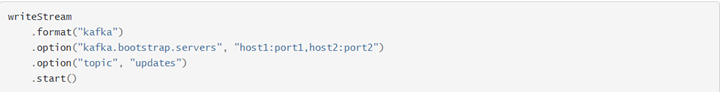 writeStream
    .format("kafka")
    .option("kafka.bootstrap.servers", "host1:port1,host2:port2")
    .option("topic", "updates")
    .start()